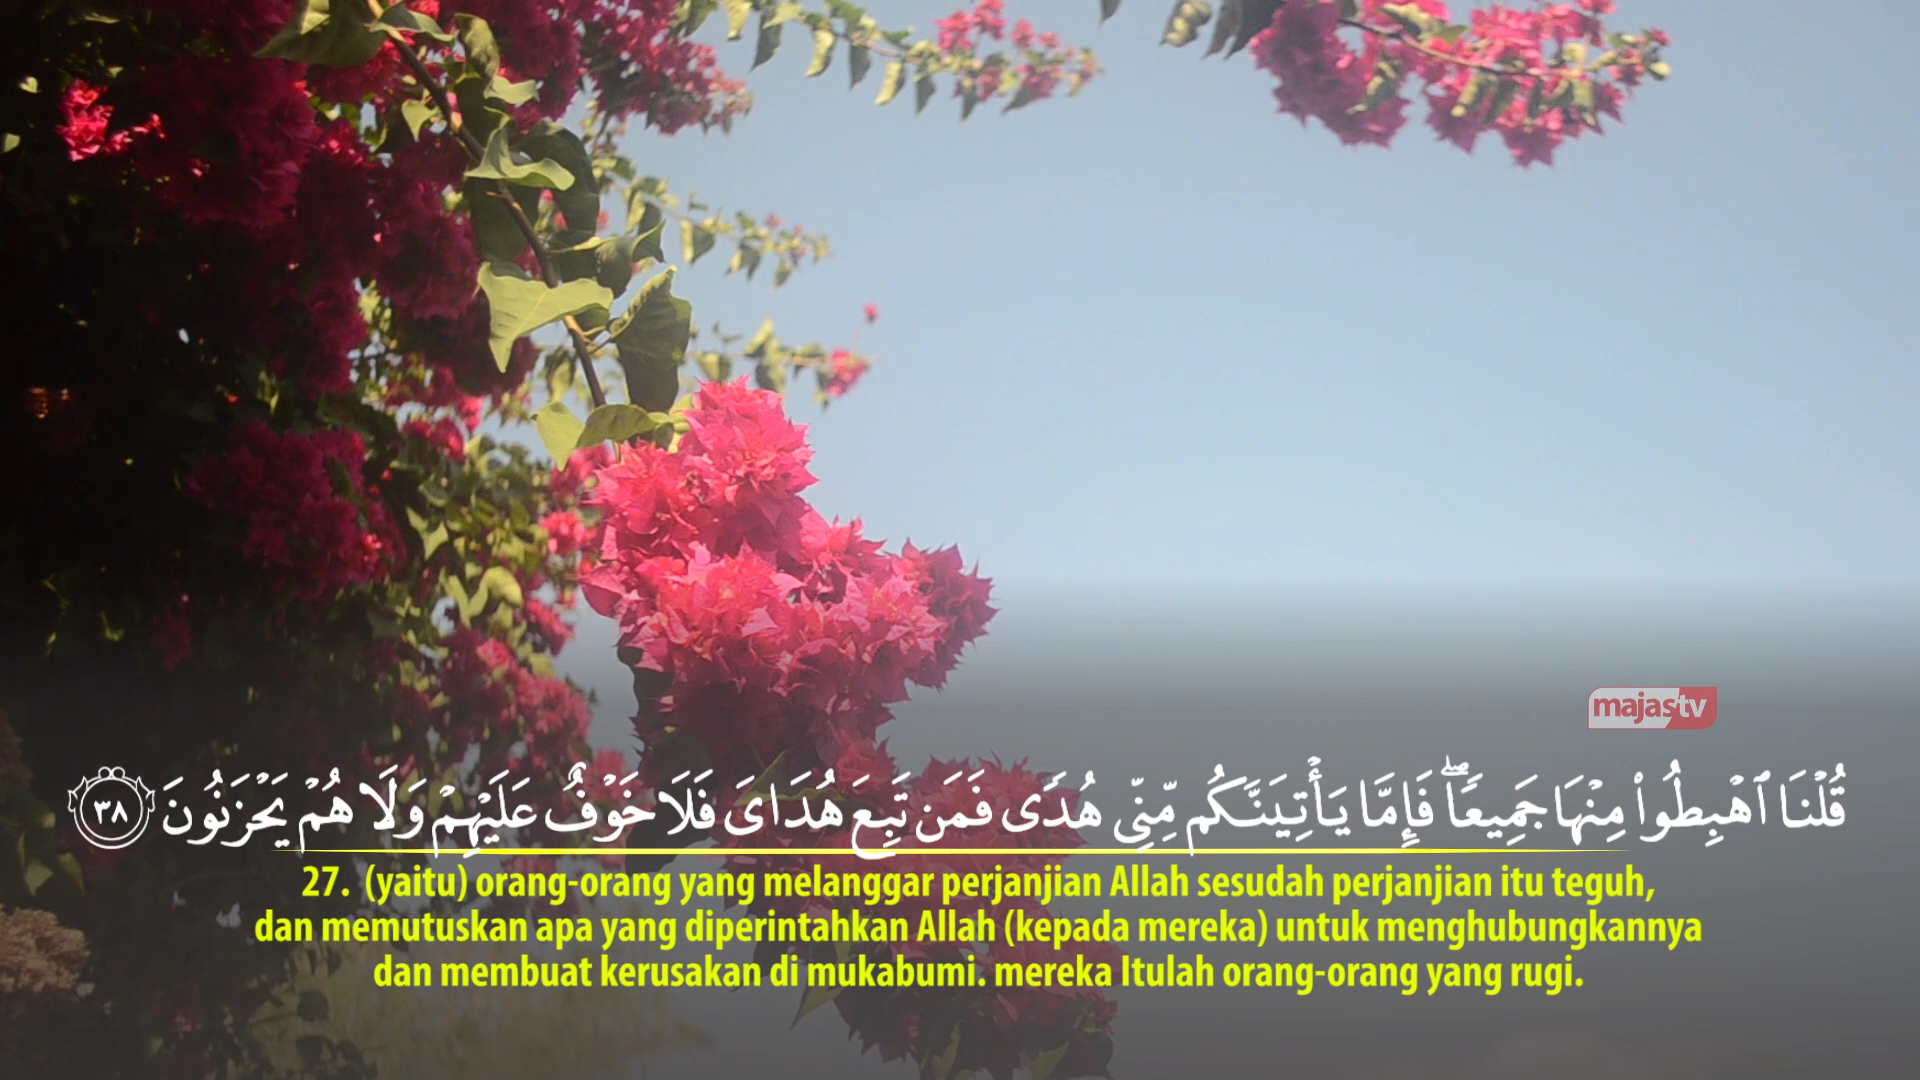 majastv
قُلْنَا ٱهْبِطُوا۟ مِنْهَا جَمِيعًا ۖ فَإِمَّا يَأْتِيَنَّكُم مِّنِّى هُدًى فَمَن تَبِعَ هُدَاىَ فَلَا خَوْفٌ عَلَيْهِمْ وَلَا هُمْ يَحْزَنُونَ ٣٨
27. (yaitu) orang-orang yang melanggar perjanjian Allah sesudah perjanjian itu teguh,
dan memutuskan apa yang diperintahkan Allah (kepada mereka) untuk menghubungkannya
dan membuat kerusakan di mukabumi. mereka Itulah orang-orang yang rugi.